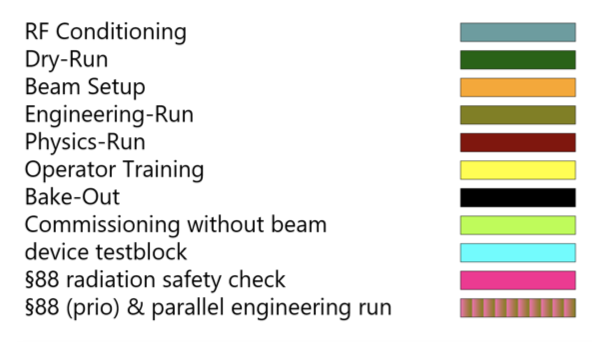 RF Conditioning
Dry-Run
Beam Setup
Engineering-Run
Physics-Run
Operator Training
Bake-Out
Commissioning without beam
device testblock
§88 radiation safety check
§88 (prio) & parallel engineering run